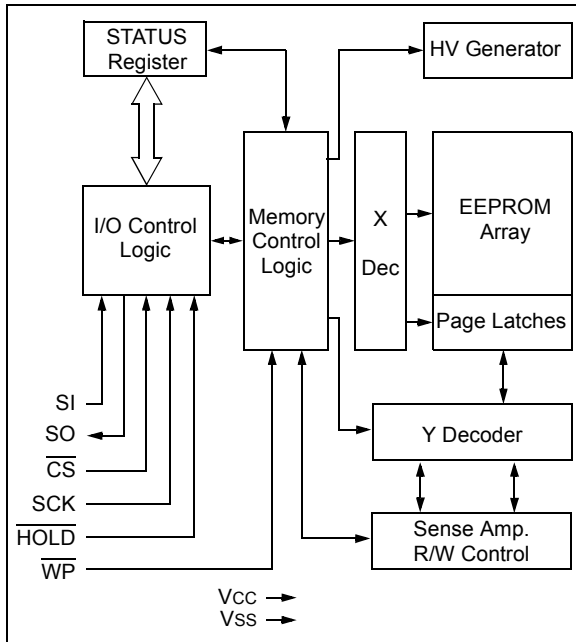 STATUS
Register
HV Generator
I/O Control
Logic
Memory
Control
Logic
X
Dec
EEPROM
Array
Page Latches
SI
SO
CS
SCK
HOLD
WP
Y Decoder
Sense Amp.
R/W Control
VCC
VSS